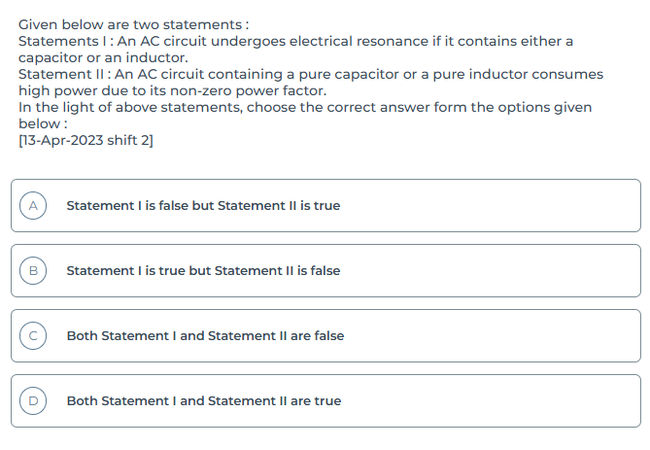 Given below are two statements :
Statements I : An AC circuit undergoes electrical resonance if it contains either a
capacitor or an inductor.
Statement II : An AC circuit containing a pure capacitor or a pure inductor consumes
high power due to its non-zero power factor.
In the light of above statements, choose the correct answer form the options given
below :
[13-Apr-2023 shift 2]
A Statement I is false but Statement II is true
B Statement I is true but Statement II is false
C Both Statement I and Statement II are false
D Both Statement I and Statement II are true